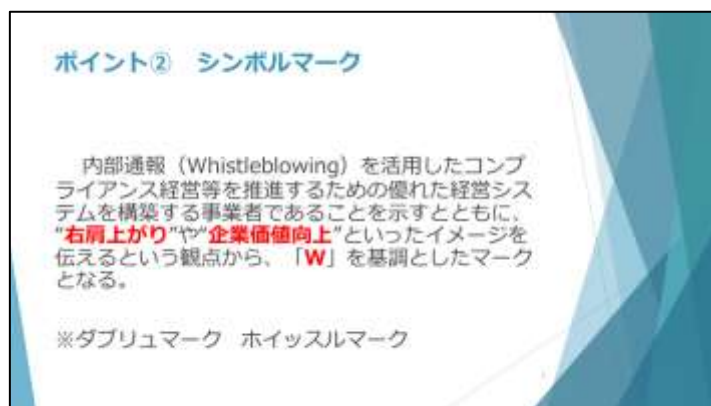 ポイント②　シンボルマーク
内部通報（Whistleblowing）を活用したコンプ
ライアンス経営等を推進するための優れた経営シス
テムを構築する事業者であることを示すとともに、
“右肩上がり”や“企業価値向上”といったイメージを
伝えるという観点から、「W」を基調としたマーク
となる。
※ダブリュマーク　ホイッスルマーク